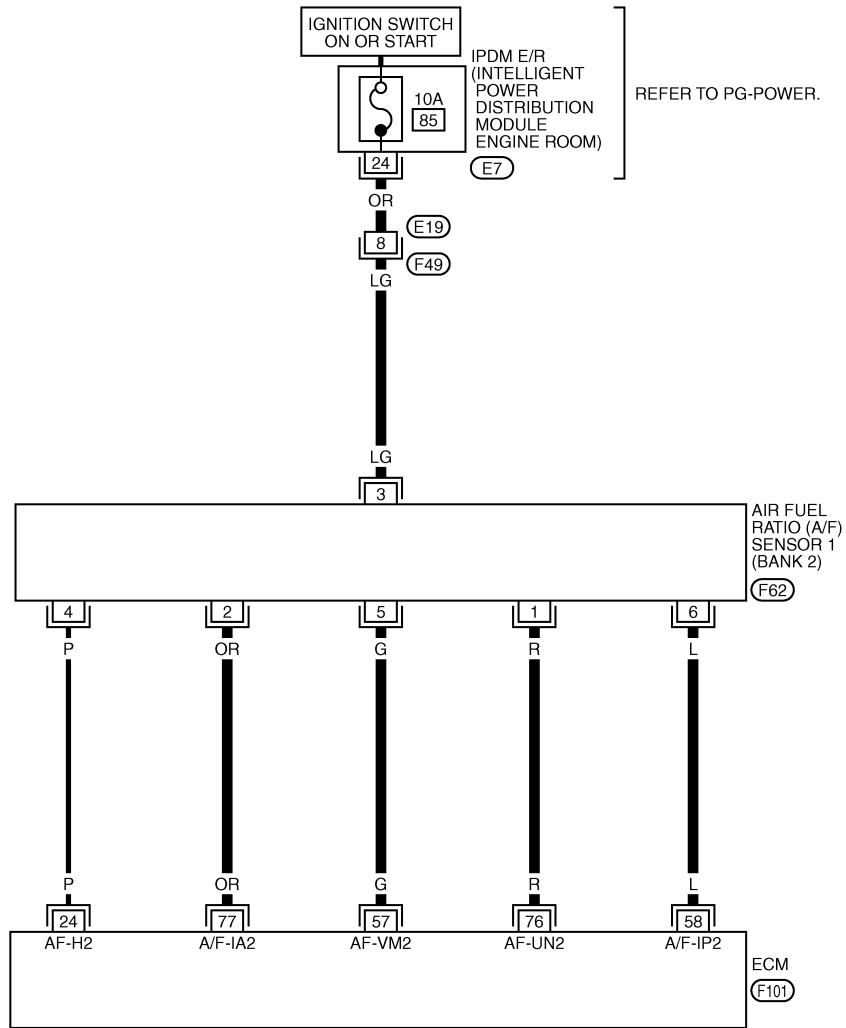 IGNITION SWITCH
ON OR START
IPDM E/R
(INTELLIGENT
POWER
DISTRIBUTION
MODULE
ENGINE ROOM)
REFER TO PG-POWER.
10A
85
24
E7
OR
E19
8
F49
LG
LG
3
AIR FUEL
RATIO (A/F)
SENSOR 1
(BANK 2)
F62
4 2 5 1 6
P OR G R L
P OR G R L
24 77 57 76 58
AF-H2 A/F-IA2 AF-VM2 AF-UN2 A/F-IP2
ECM
F101